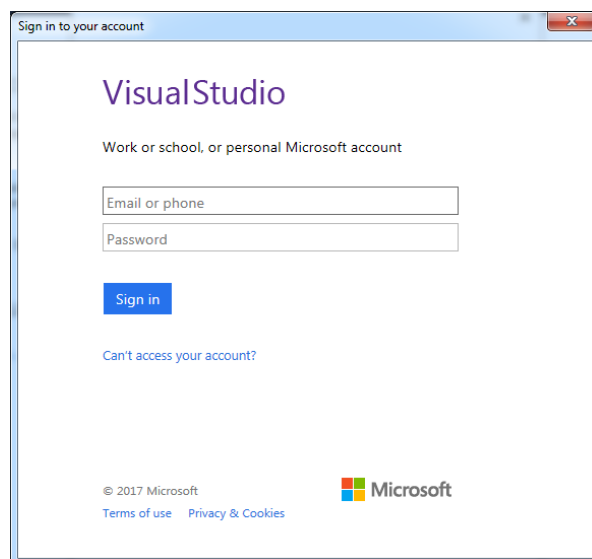 Sign in to your account
VisualStudio
Work or school, or personal Microsoft account
Email or phone
Password
Sign in
Can't access your account?
© 2017 Microsoft
Microsoft
Terms of use Privacy & Cookies